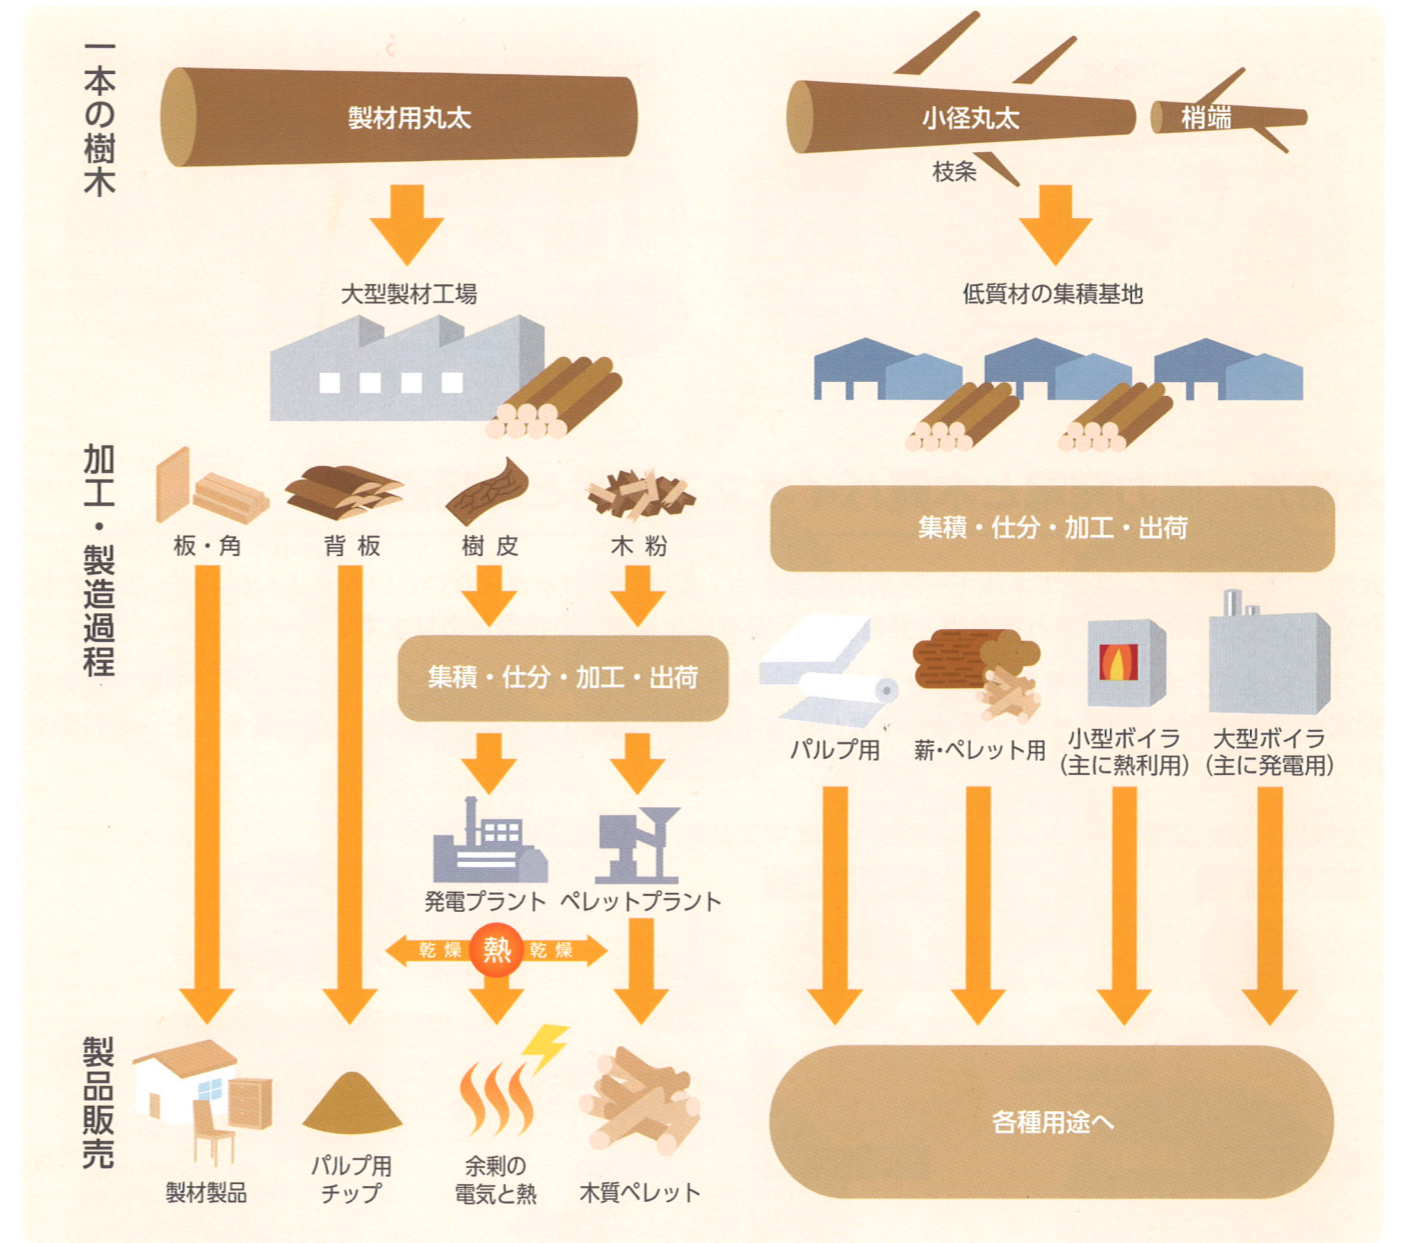 一本の樹木
製材用丸太
小径丸太
梢端
枝条
大型製材工場
低質材の集積基地
加工・製造過程
板・角
背板
樹皮
木粉
集積・仕分・加工・出荷
集積・仕分・加工・出荷
パルプ用
薪・ペレット用
小型ボイラ
(主に熱利用)
大型ボイラ
(主に発電用)
発電プラント
ペレットプラント
乾燥
熱
乾燥
製品販売
製材製品
パルプ用
チップ
余剰の
電気と熱
木質ペレット
各種用途へ